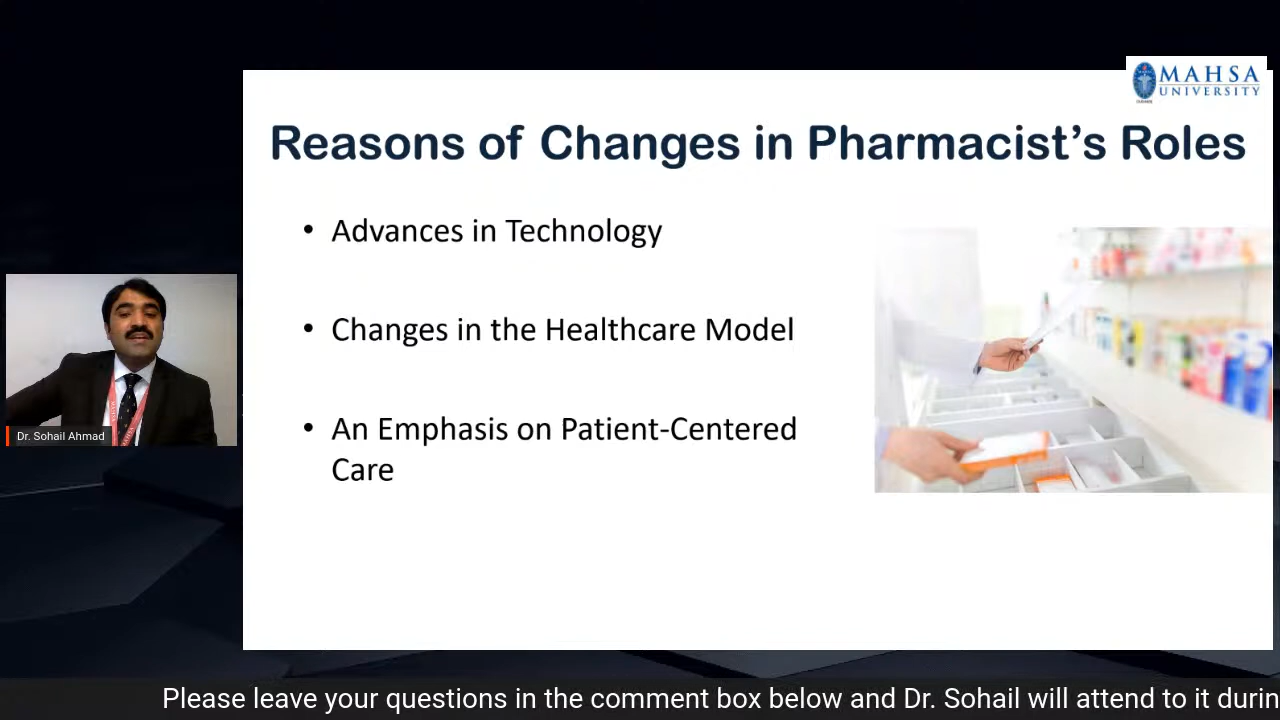 MAHSA
UNIVERSITY
Reasons of Changes in Pharmacist’s Roles
• Advances in Technology
• Changes in the Healthcare Model
• An Emphasis on Patient-Centered
Care
Dr. Sohail Ahmad
Please leave your questions in the comment box below and Dr. Sohail will attend to it durin